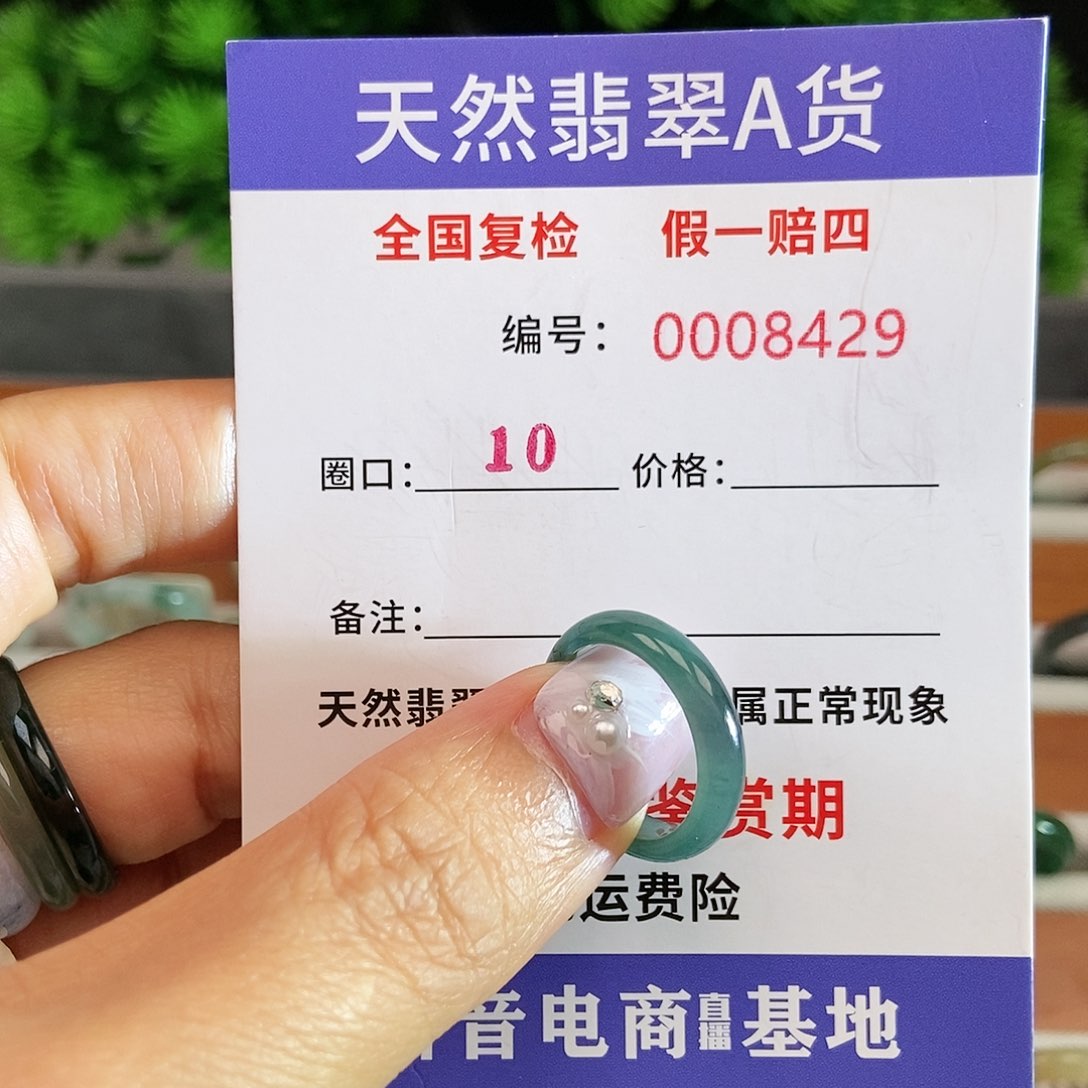 天然翡翠A货
全国复检 假一赔四
编号： 0008429
圈口： 10 价格：
备注：
天然翡 属正常现象
鉴赏期
运费险
音电商直播基地